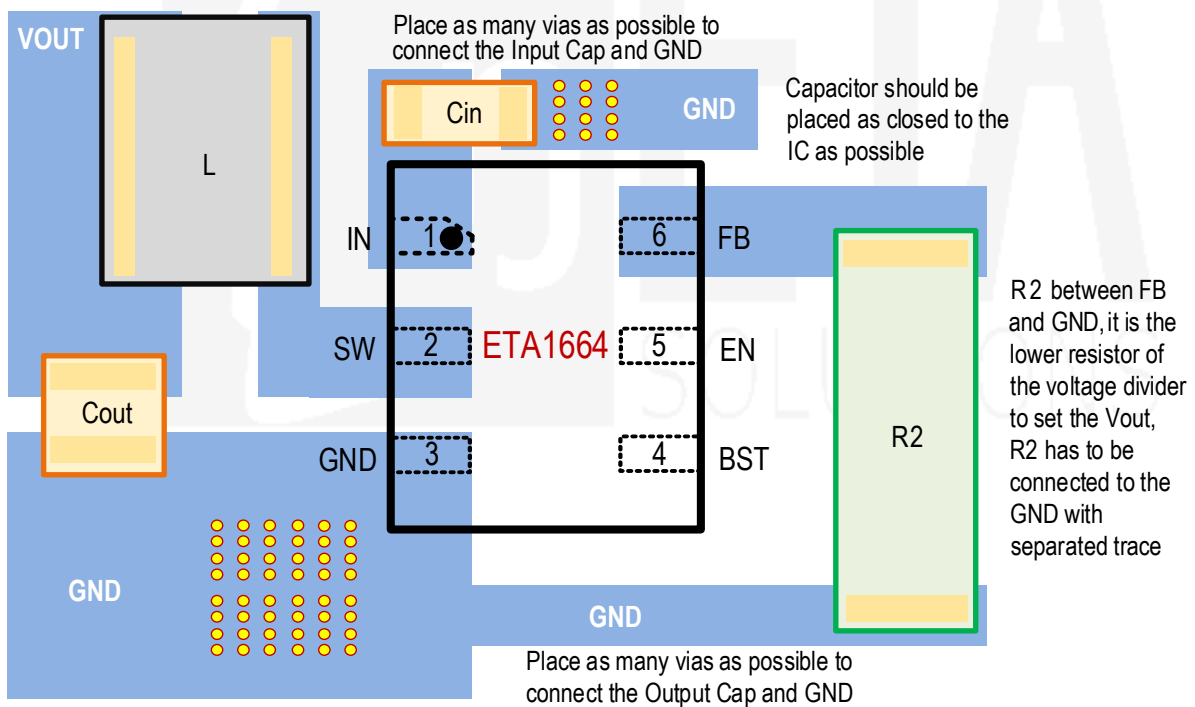 VOUT
L
Place as many vias as possible to
connect the Input Cap and GND
Cin
GND
Capacitor should be
placed as closed to the
IC as possible
IN
1
6
FB
SW
2
ETA1664
5
EN
GND
3
4
BST
Cout
R2
R2 between FB
and GND, it is the
lower resistor of
the voltage divider
to set the Vout,
R2 has to be
connected to the
GND with
separated trace
GND
GND
Place as many vias as possible to
connect the Output Cap and GND
ETA
SOLUTIONS